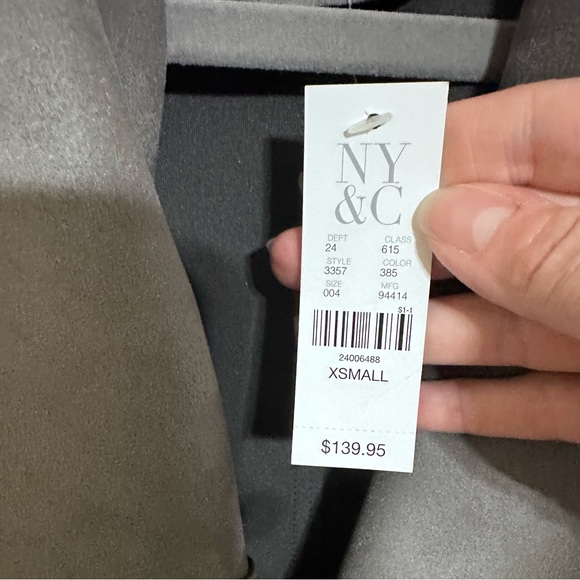 NY
&C
DEPT CLASS
24 615
STYLE COLOR
3357 385
SIZE MFG
004 94414
S1-1
24006488
XSMALL
$139.95